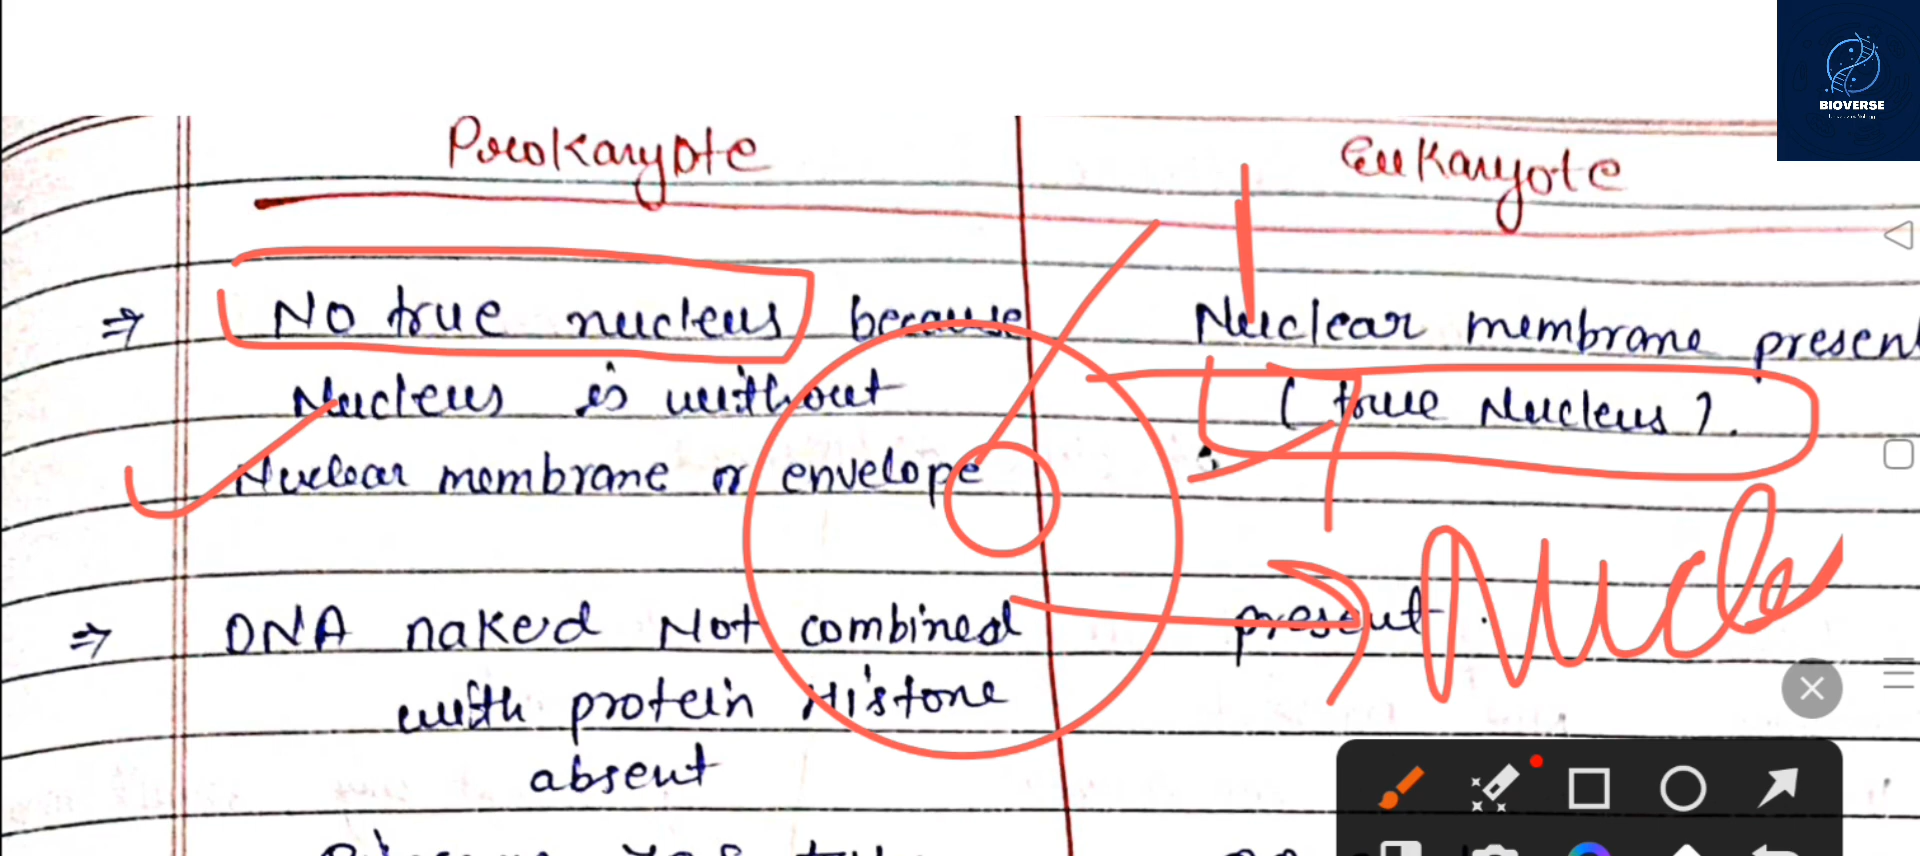 BIOVERSE
Prokaryote
Eukaryote
⇒ No true nucleus because
Nucleus is without
Nuclear membrane or envelope
Nuclear membrane present
(true Nucleus).
⇒ DNA naked Not combined
with protein Histone
absent
present.
Nucle